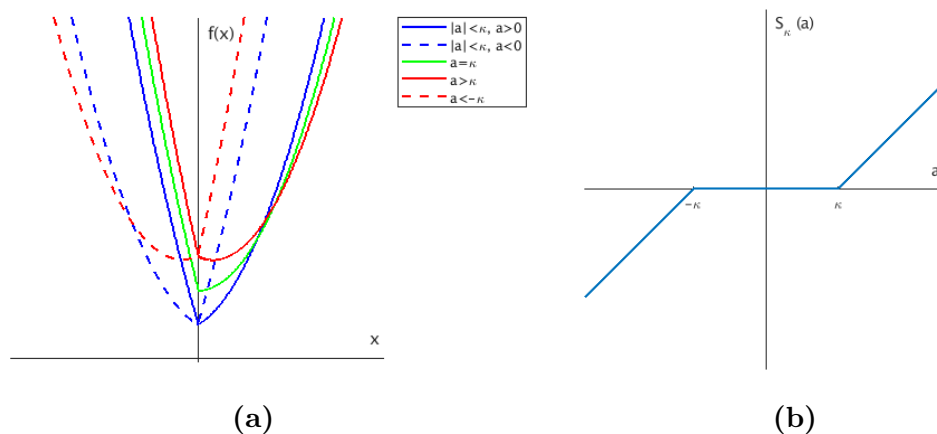 f(x)
|a|<κ, a>0
|a|<κ, a<0
a=κ
a>κ
a<-κ
x
S_κ (a)
a
-κ
κ
(a)
(b)